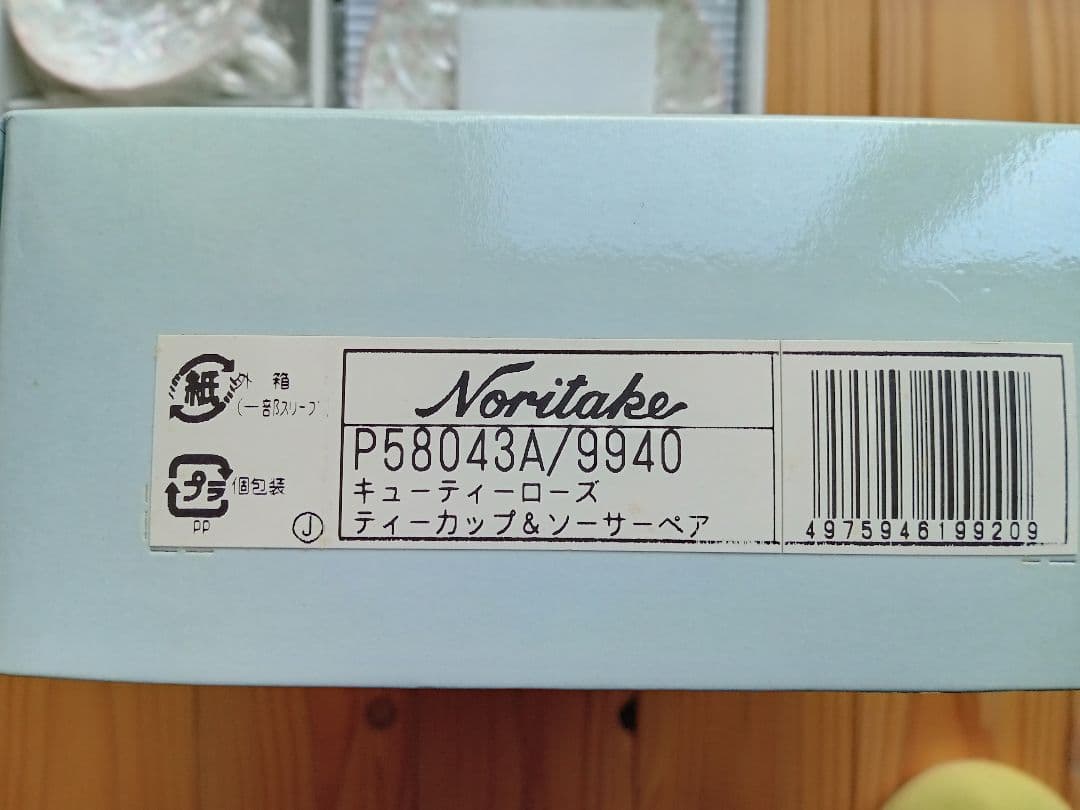 紙
外箱
(一部スリーブ)
プラ
個包装
PP
J
Noritake
P58043A/9940
キューティーローズ
ティーカップ&ソーサーペア
4975946199209